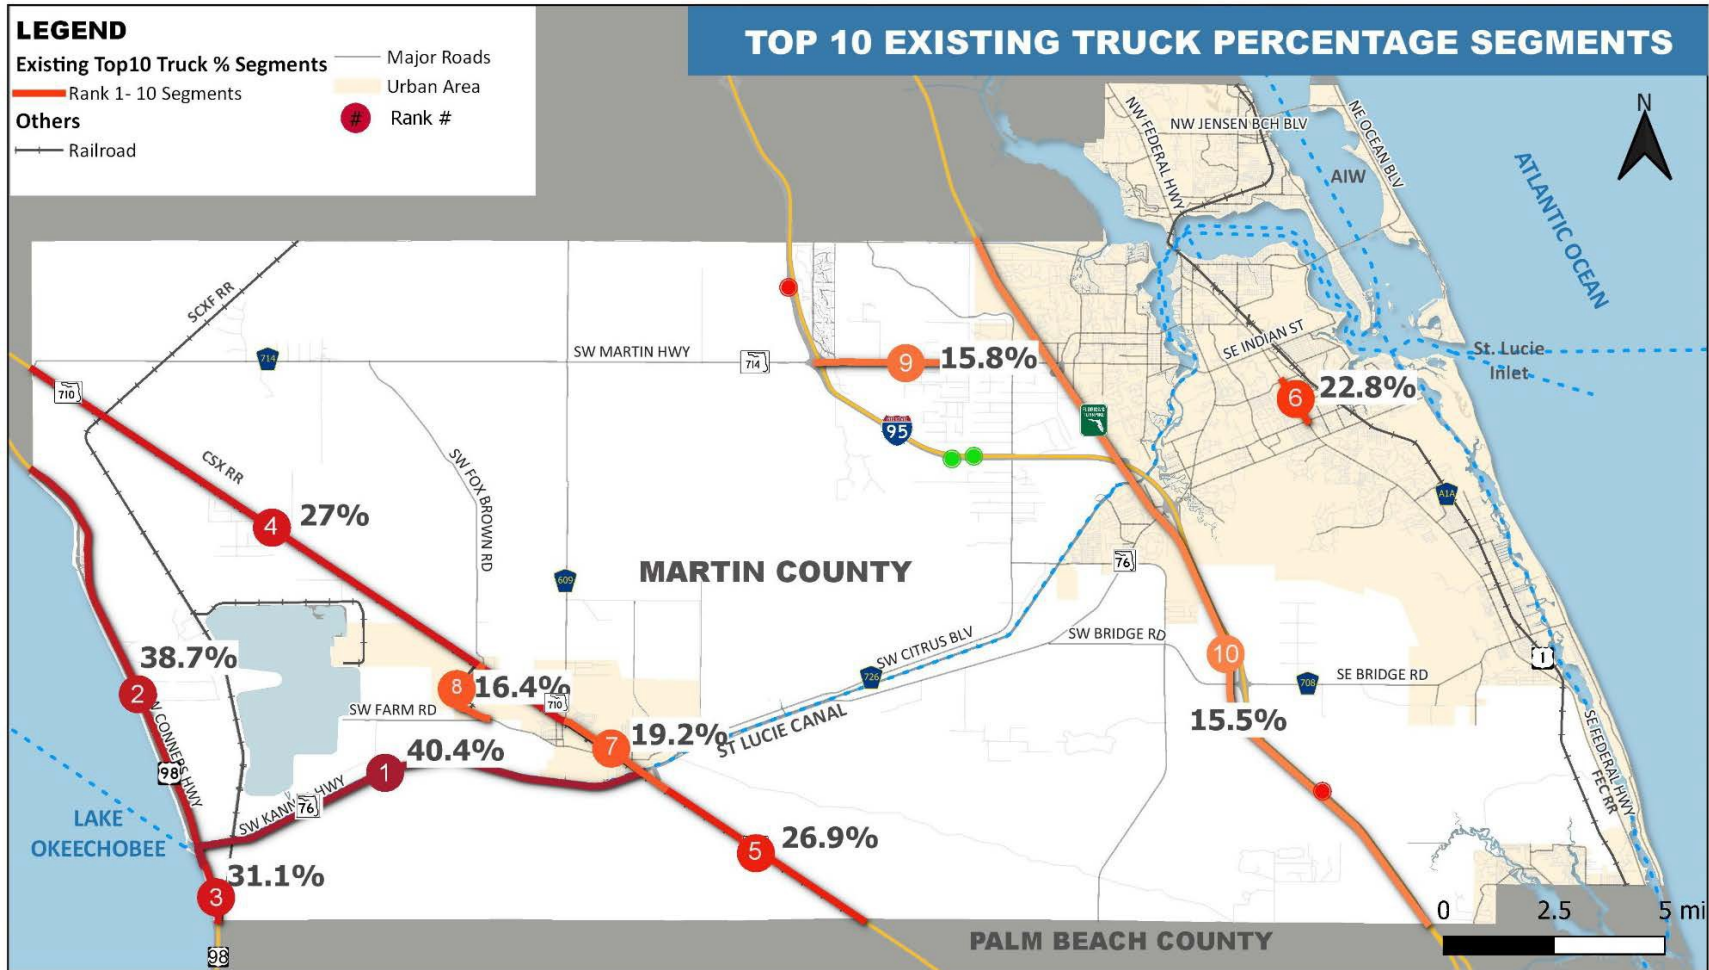 LEGEND
Existing Top10 Truck % Segments
Rank 1- 10 Segments
Others
Railroad
Major Roads
Urban Area
# Rank #
TOP 10 EXISTING TRUCK PERCENTAGE SEGMENTS
N
NW JENSEN BCH BLV
NW FEDERAL HWY
NE OCEAN BLV
AIW
ATLANTIC OCEAN
SCXF RR
714
SW MARTIN HWY
714
9 15.8%
SE INDIAN ST
St. Lucie
Inlet
710
6 22.8%
95
CSX RR
SW FOX BROWN RD
4 27%
A1A
76
MARTIN COUNTY
609
SW CITRUS BLV
SW BRIDGE RD
10
726
708
SE BRIDGE RD
1
38.7%
2
8 16.4%
710
SW FARM RD
15.5%
7 19.2%
ST LUCIE CANAL
W CONNERS HWY
98
1 40.4%
SW KANN HWY
76
SE FEDERAL HWY
FEC RR
LAKE
OKEECHOBEE
5 26.9%
3 31.1%
98
PALM BEACH COUNTY
0 2.5 5 mi